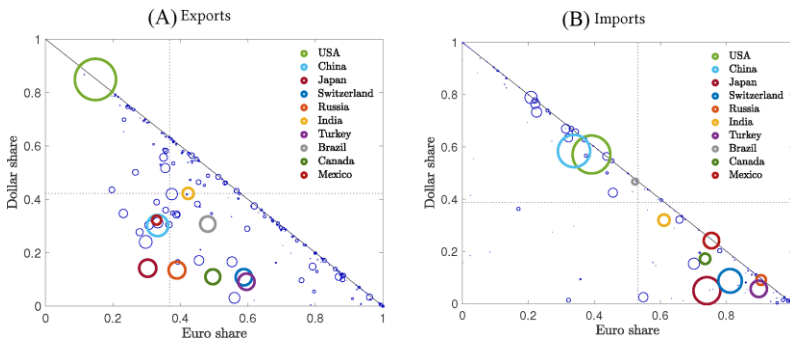 (A) Exports
1
0.8
0.6
0.4
0.2
0
0
0.2
0.4
0.6
0.8
1
Dollar share
Euro share
USA
China
Japan
Switzerland
Russia
India
Turkey
Brazil
Canada
Mexico
(B) Imports
1
0.8
0.6
0.4
0.2
0
0
0.2
0.4
0.6
0.8
Dollar share
Euro share
USA
China
Japan
Switzerland
Russia
India
Turkey
Brazil
Canada
Mexico